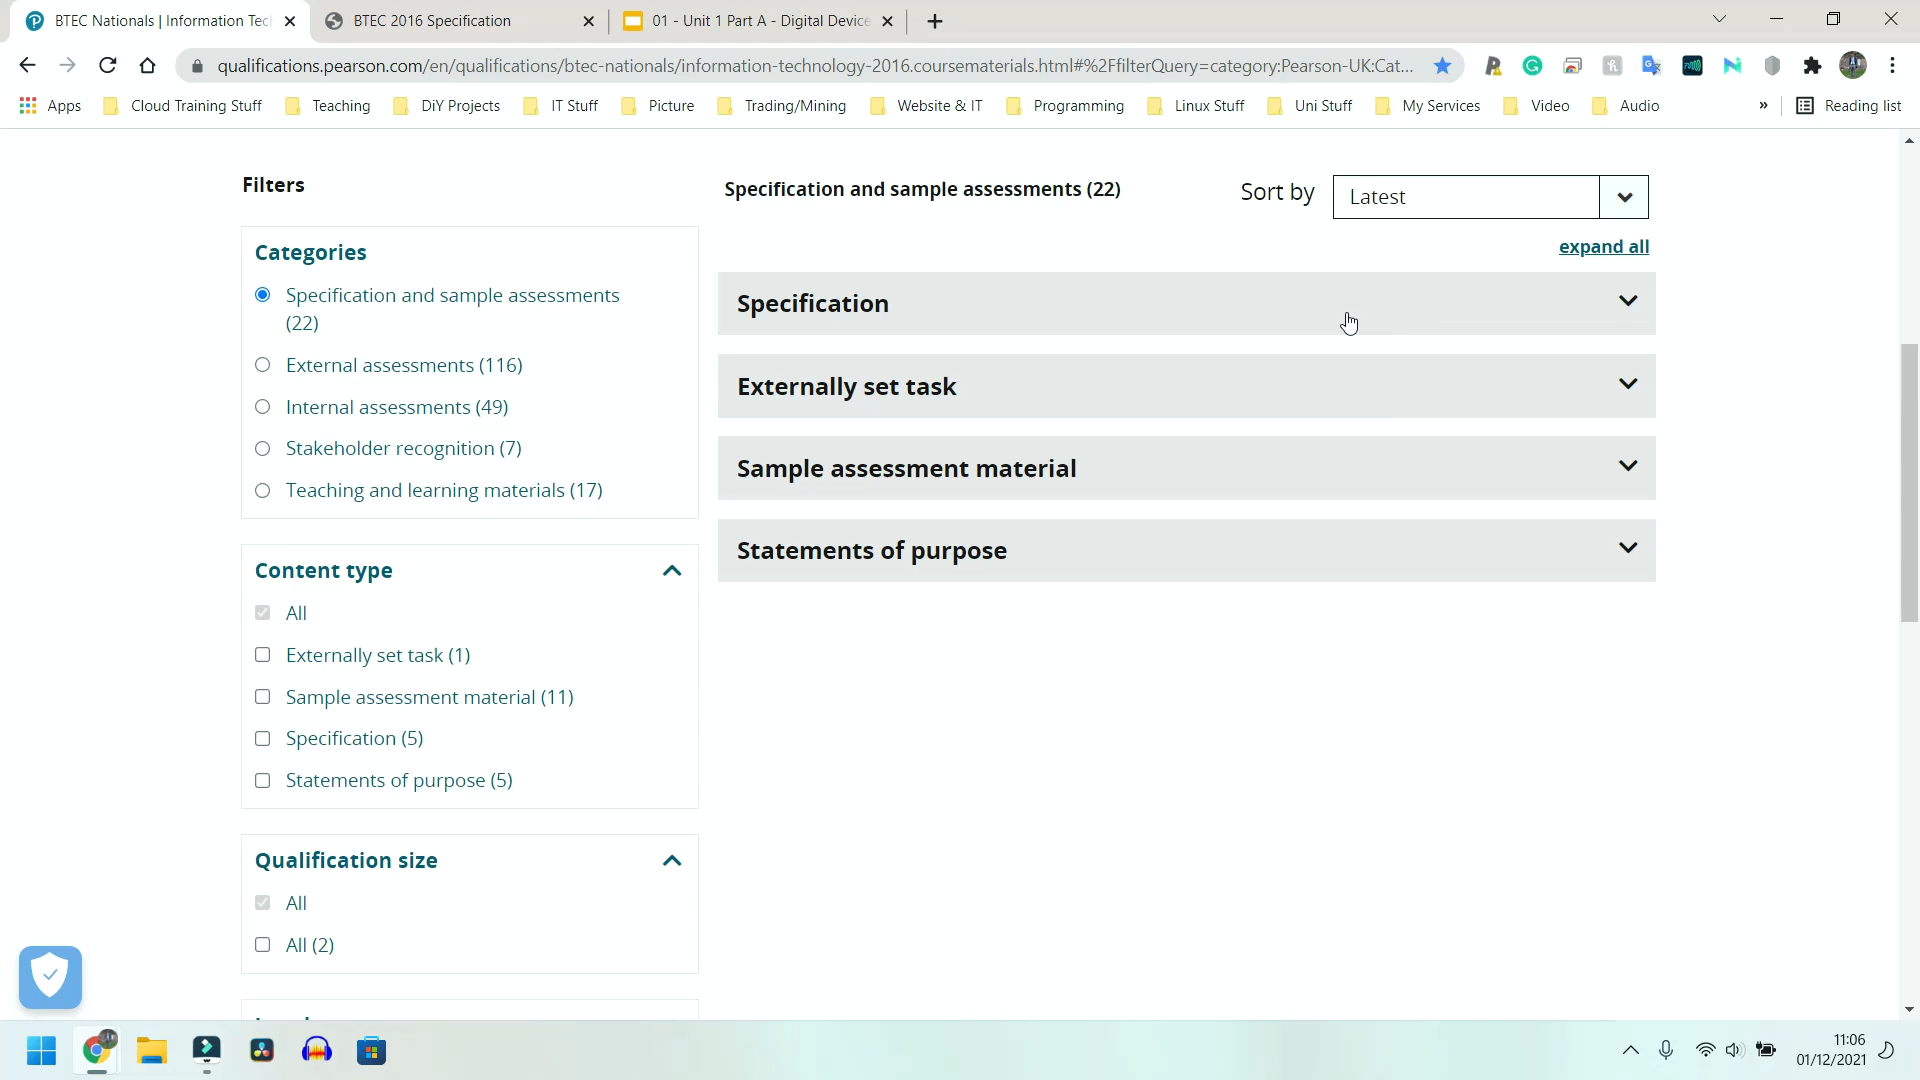 BTEC Nationals | Information Tec
BTEC 2016 Specification
01 - Unit 1 Part A - Digital Device
qualifications.pearson.com/en/qualifications/btec-nationals/information-technology-2016.coursematerials.html#%2FfilterQuery=category:Pearson-UK:Cat...
Apps
Cloud Training Stuff
Teaching
DiY Projects
IT Stuff
Picture
Trading/Mining
Website & IT
Programming
Linux Stuff
Uni Stuff
My Services
Video
Audio
»
Reading list
Filters
Specification and sample assessments (22)
Sort by
Latest
expand all
Categories
Specification and sample assessments
(22)
External assessments (116)
Internal assessments (49)
Stakeholder recognition (7)
Teaching and learning materials (17)
Specification
Externally set task
Sample assessment material
Statements of purpose
Content type
All
Externally set task (1)
Sample assessment material (11)
Specification (5)
Statements of purpose (5)
Qualification size
All
All (2)
11:06
01/12/2021